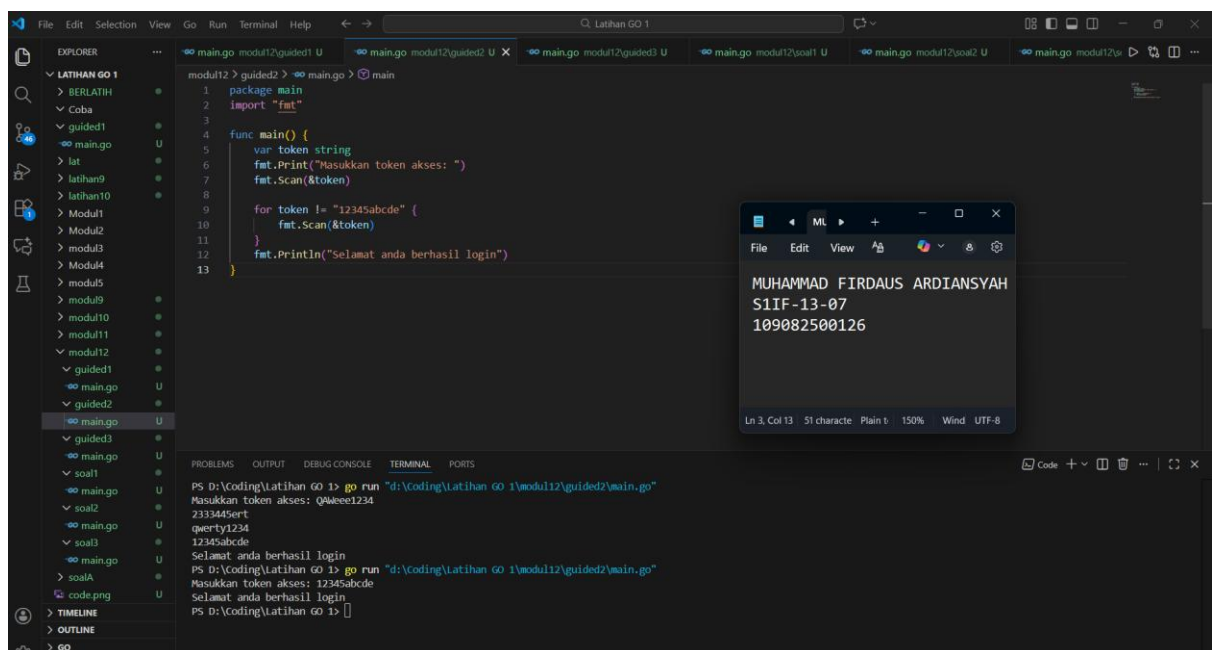 File Edit Selection View Go Run Terminal Help
Latihan GO 1
EXPLORER
LATIHAN GO 1
BERLATIH
Coba
guided1
main.go U
lat
latihan9
latihan10
Modul1
Modul2
modul3
Modul4
modul5
modul9
modul10
modul11
modul12
guided1
main.go U
guided2
main.go U
guided3
main.go U
soal1
main.go U
soal2
main.go U
soal3
main.go U
soalA
code.png U
TIMELINE
OUTLINE
GO
46
1
main.go modul12\guided1 U
main.go modul12\guided2 U
main.go modul12\guided3 U
main.go modul12\soal1 U
main.go modul12\soal2 U
main.go
modul12 > guided2 > main.go > main
1 package main
2 import "fmt"
3
4 func main() {
5 var token string
6 fmt.Print("Masukkan token akses: ")
7 fmt.Scan(&token)
8
9 for token != "12345abcde" {
10 fmt.Scan(&token)
11 }
12 fmt.Println("Selamat anda berhasil login")
13 }
MU
File Edit View
MUHAMMAD FIRDAUS ARDIANSYAH
S1IF-13-07
109082500126
Ln 3, Col 13 51 characte Plain t 150% Wind UTF-8
PROBLEMS OUTPUT DEBUG CONSOLE TERMINAL PORTS
Code
PS D:\Coding\Latihan GO 1> go run "d:\Coding\Latihan GO 1\modul12\guided2\main.go"
Masukkan token akses: QAWeee1234
2333445ert
qwerty1234
12345abcde
Selamat anda berhasil login
PS D:\Coding\Latihan GO 1> go run "d:\Coding\Latihan GO 1\modul12\guided2\main.go"
Masukkan token akses: 12345abcde
Selamat anda berhasil login
PS D:\Coding\Latihan GO 1>